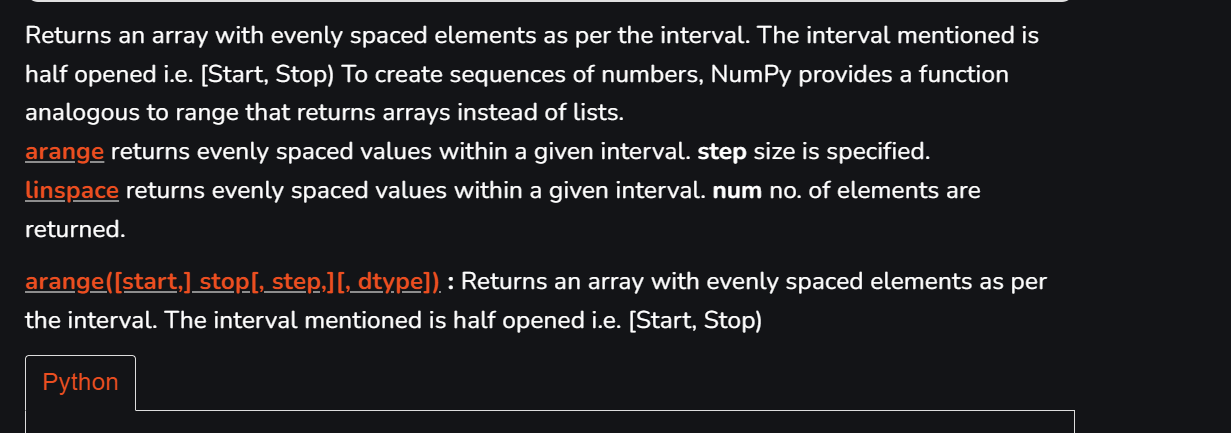 Returns an array with evenly spaced elements as per the interval. The interval mentioned is
half opened i.e. [Start, Stop) To create sequences of numbers, NumPy provides a function
analogous to range that returns arrays instead of lists.
arange returns evenly spaced values within a given interval. step size is specified.
linspace returns evenly spaced values within a given interval. num no. of elements are
returned.
arange([start,] stop[, step,][, dtype]) : Returns an array with evenly spaced elements as per
the interval. The interval mentioned is half opened i.e. [Start, Stop)
Python